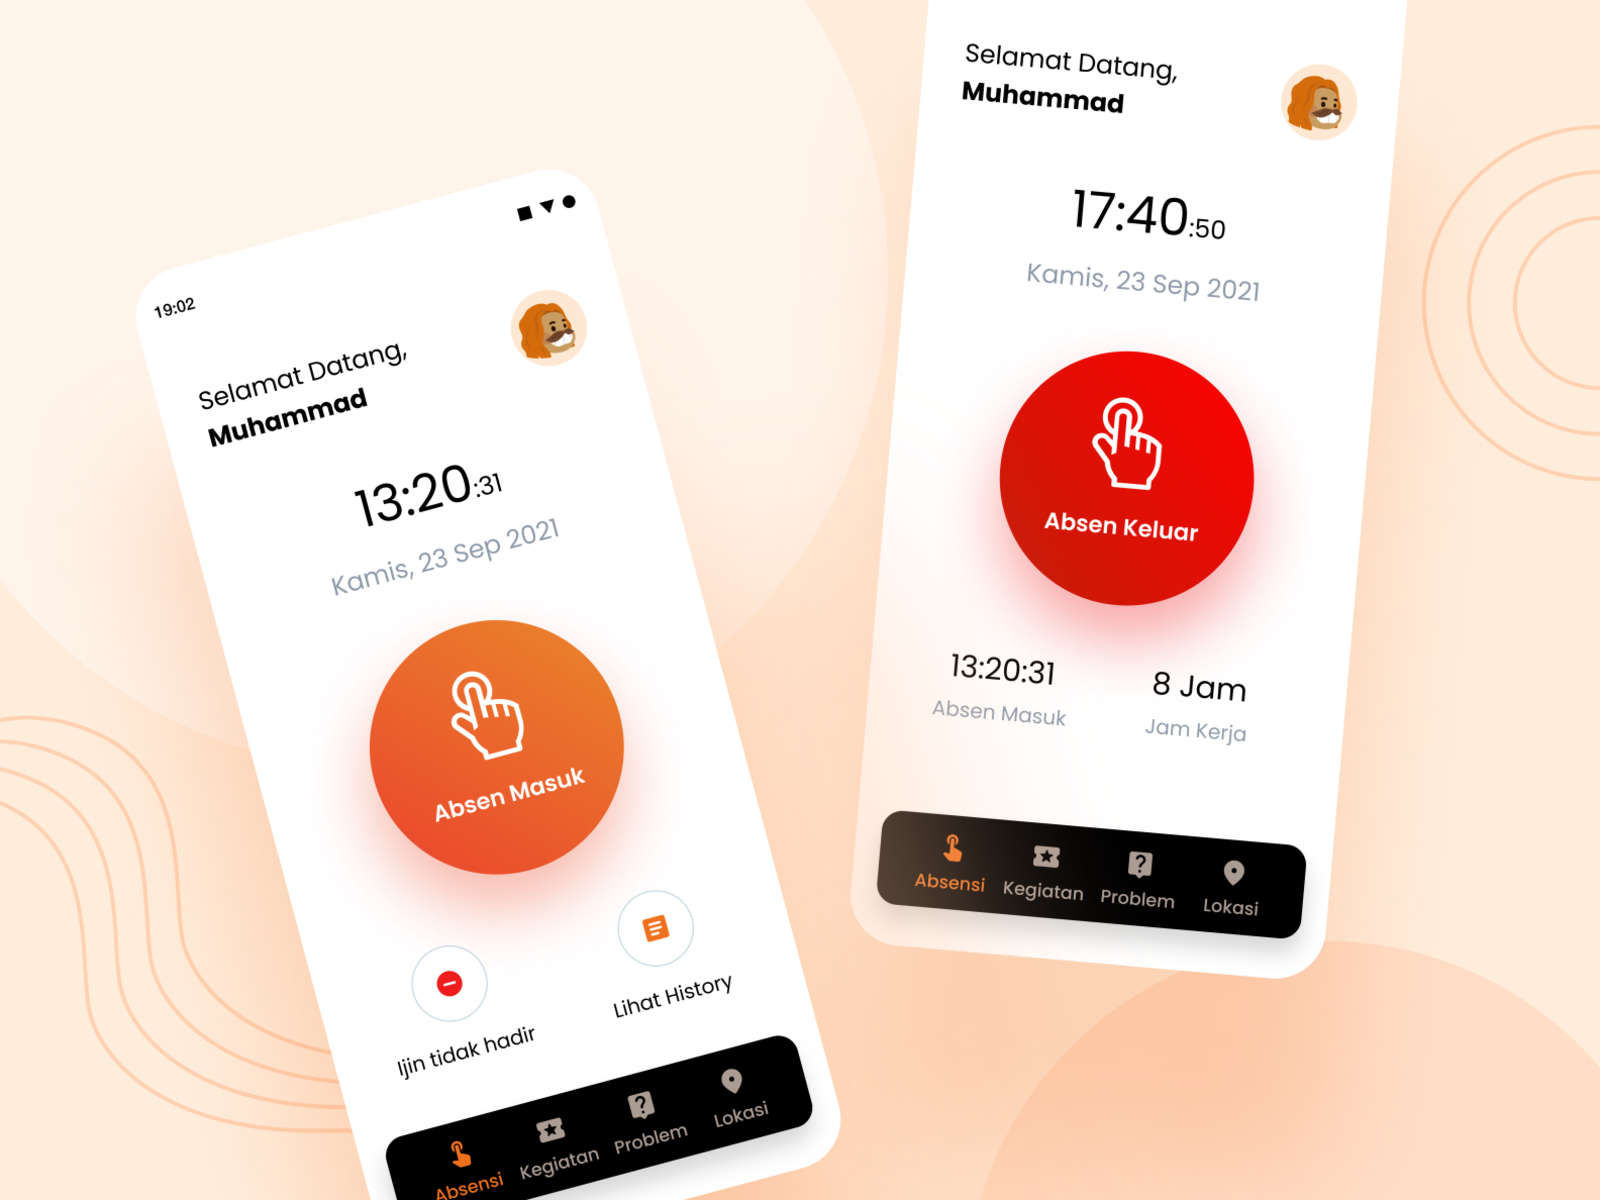 19:02
Selamat Datang,
Muhammad
13:20:31
Kamis, 23 Sep 2021
Absen Masuk
Ijin tidak hadir
Lihat History
Absensi
Kegiatan
Problem
Lokasi
Selamat Datang,
Muhammad
17:40:50
Kamis, 23 Sep 2021
Absen Keluar
13:20:31
Absen Masuk
8 Jam
Jam Kerja
Absensi
Kegiatan
Problem
Lokasi